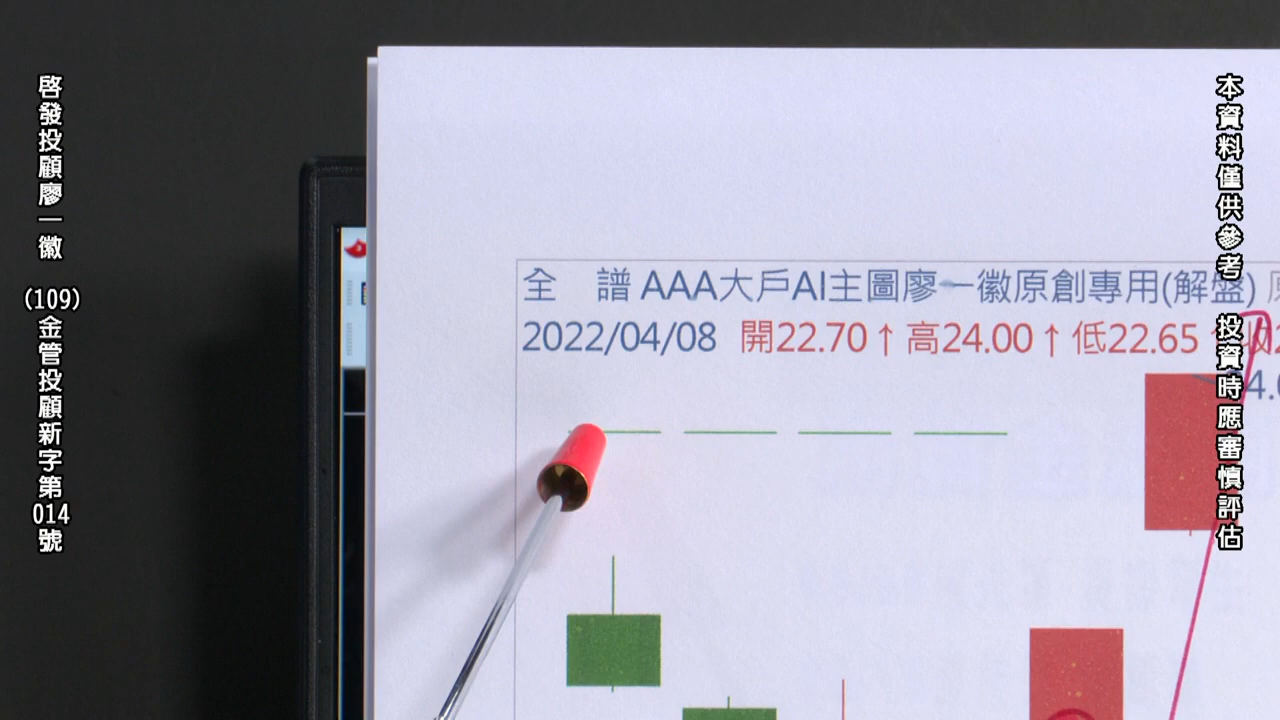 啓發投顧廖一徽
(109)金管投顧新字第014號
全 譜 AAA大戶AI主圖廖一徽原創專用(解盤)
2022/04/08 開22.70↑ 高24.00↑ 低22.65
本資料僅供參考 投資時應審慎評估